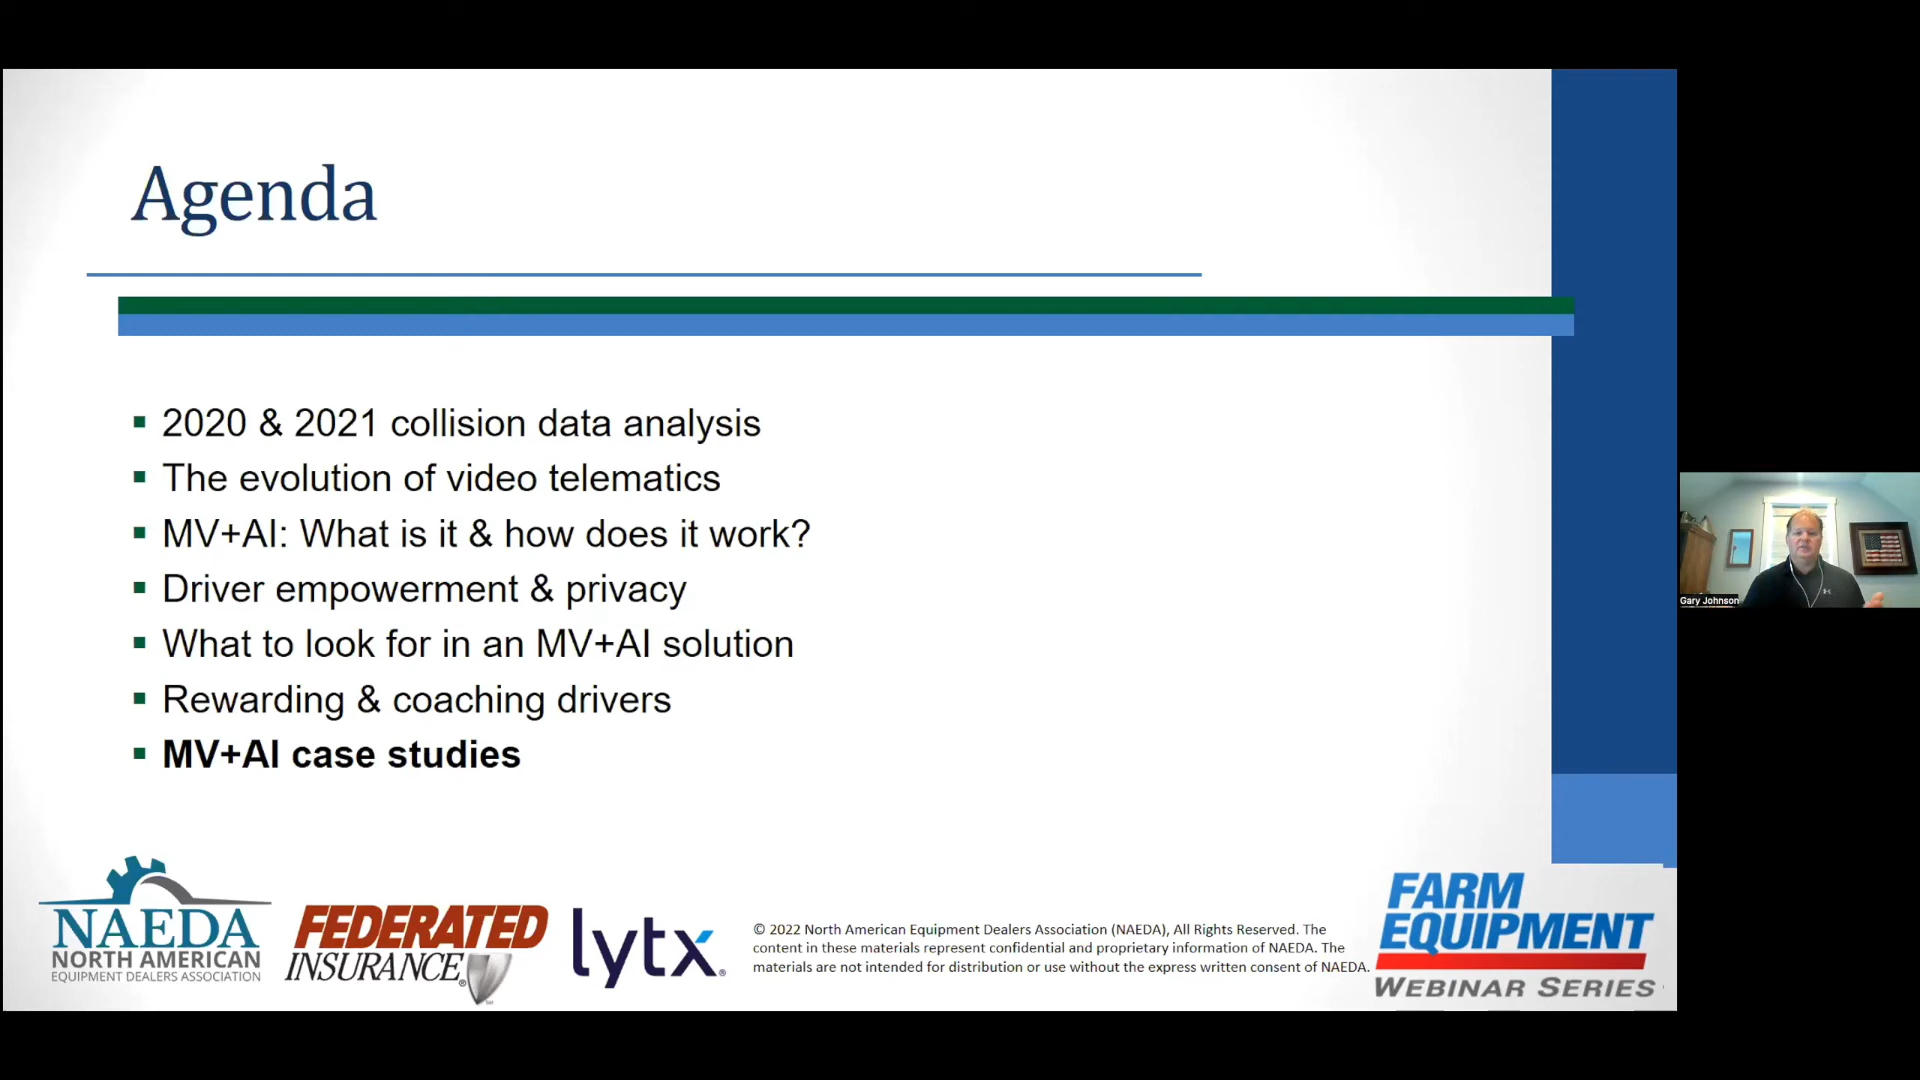 Agenda
2020 & 2021 collision data analysis
The evolution of video telematics
MV+AI: What is it & how does it work?
Driver empowerment & privacy
What to look for in an MV+AI solution
Rewarding & coaching drivers
MV+AI case studies
Gary Johnson
NAEDA
NORTH AMERICAN
EQUIPMENT DEALERS ASSOCIATION
FEDERATED
INSURANCE®
lytx®
© 2022 North American Equipment Dealers Association (NAEDA), All Rights Reserved. The
content in these materials represent confidential and proprietary information of NAEDA. The
materials are not intended for distribution or use without the express written consent of NAEDA.
FARM
EQUIPMENT
WEBINAR SERIES